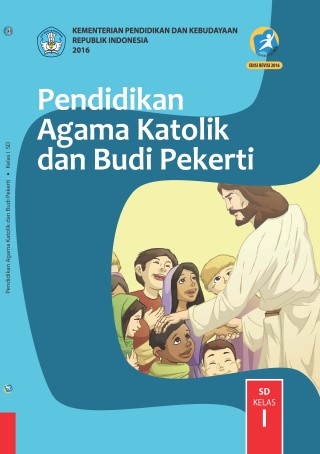 KEMENTERIAN PENDIDIKAN DAN KEBUDAYAAN
REPUBLIK INDONESIA
2016
EDISI REVISI 2016
Pendidikan
Agama Katolik
dan Budi Pekerti
Pendidikan Agama Katolik dan Budi Pekerti • Kelas I SD
SD
KELAS
I